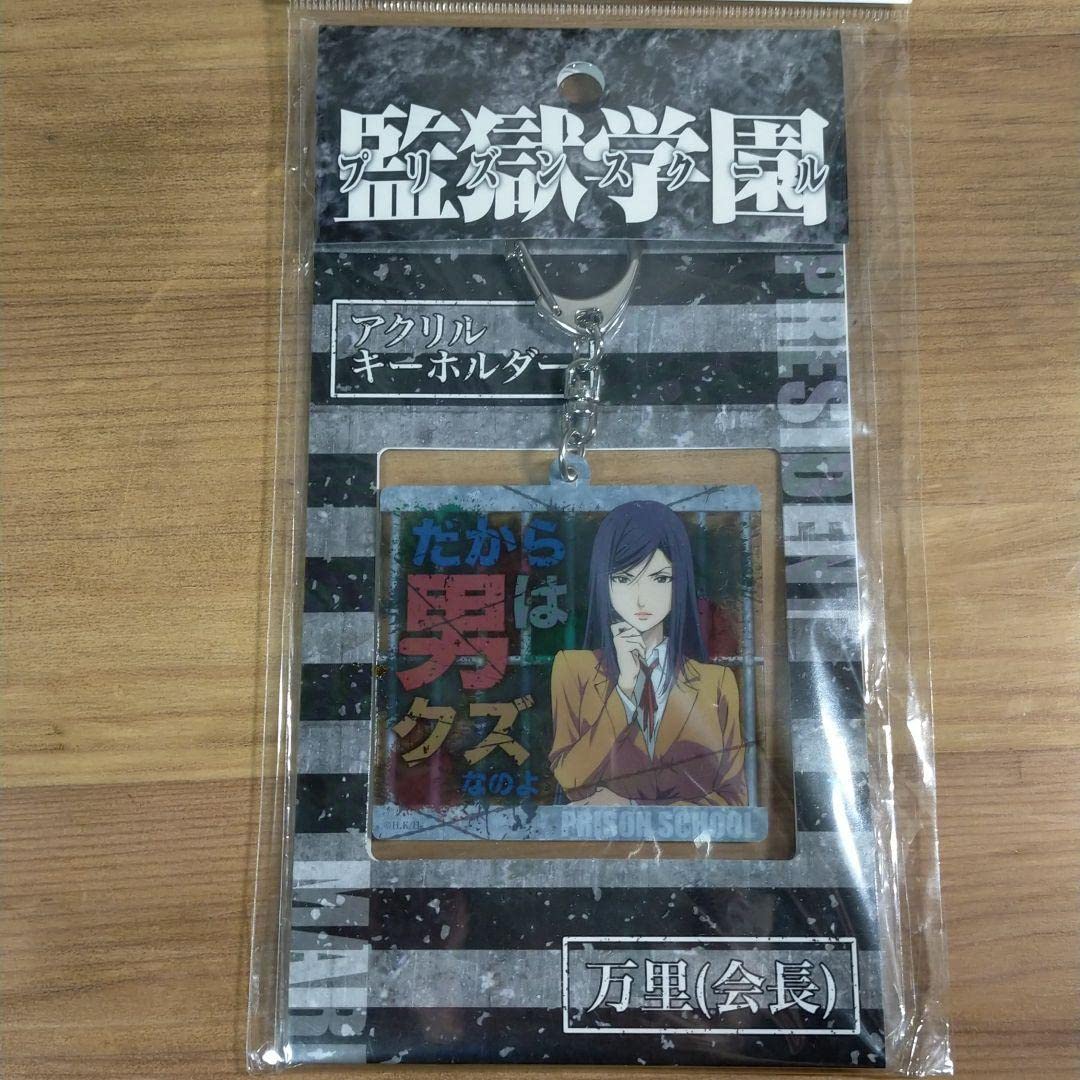 監獄学園
プリズンスクール
アクリル
キーホルダー
PRESIDENT
だから
男は
クズ
なのよ
©H.K/H
PRISON SCHOOL
MARI
万里(会長)